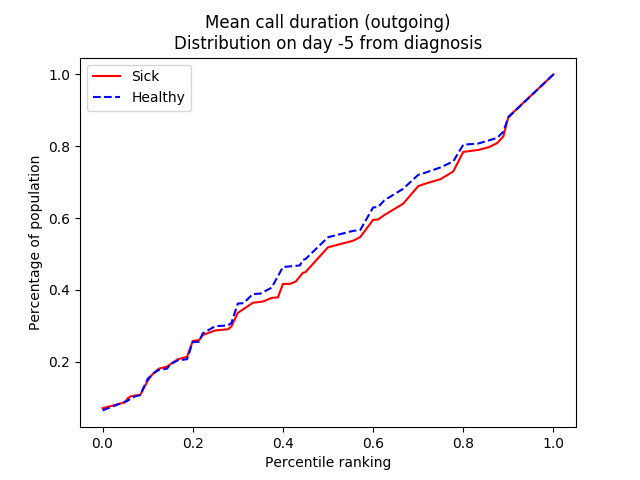 Mean call duration (outgoing)
Distribution on day -5 from diagnosis
Sick
Healthy
1.0
0.8
0.6
0.4
0.2
Percentage of population
0.0
0.2
0.4
0.6
0.8
1.0
Percentile ranking